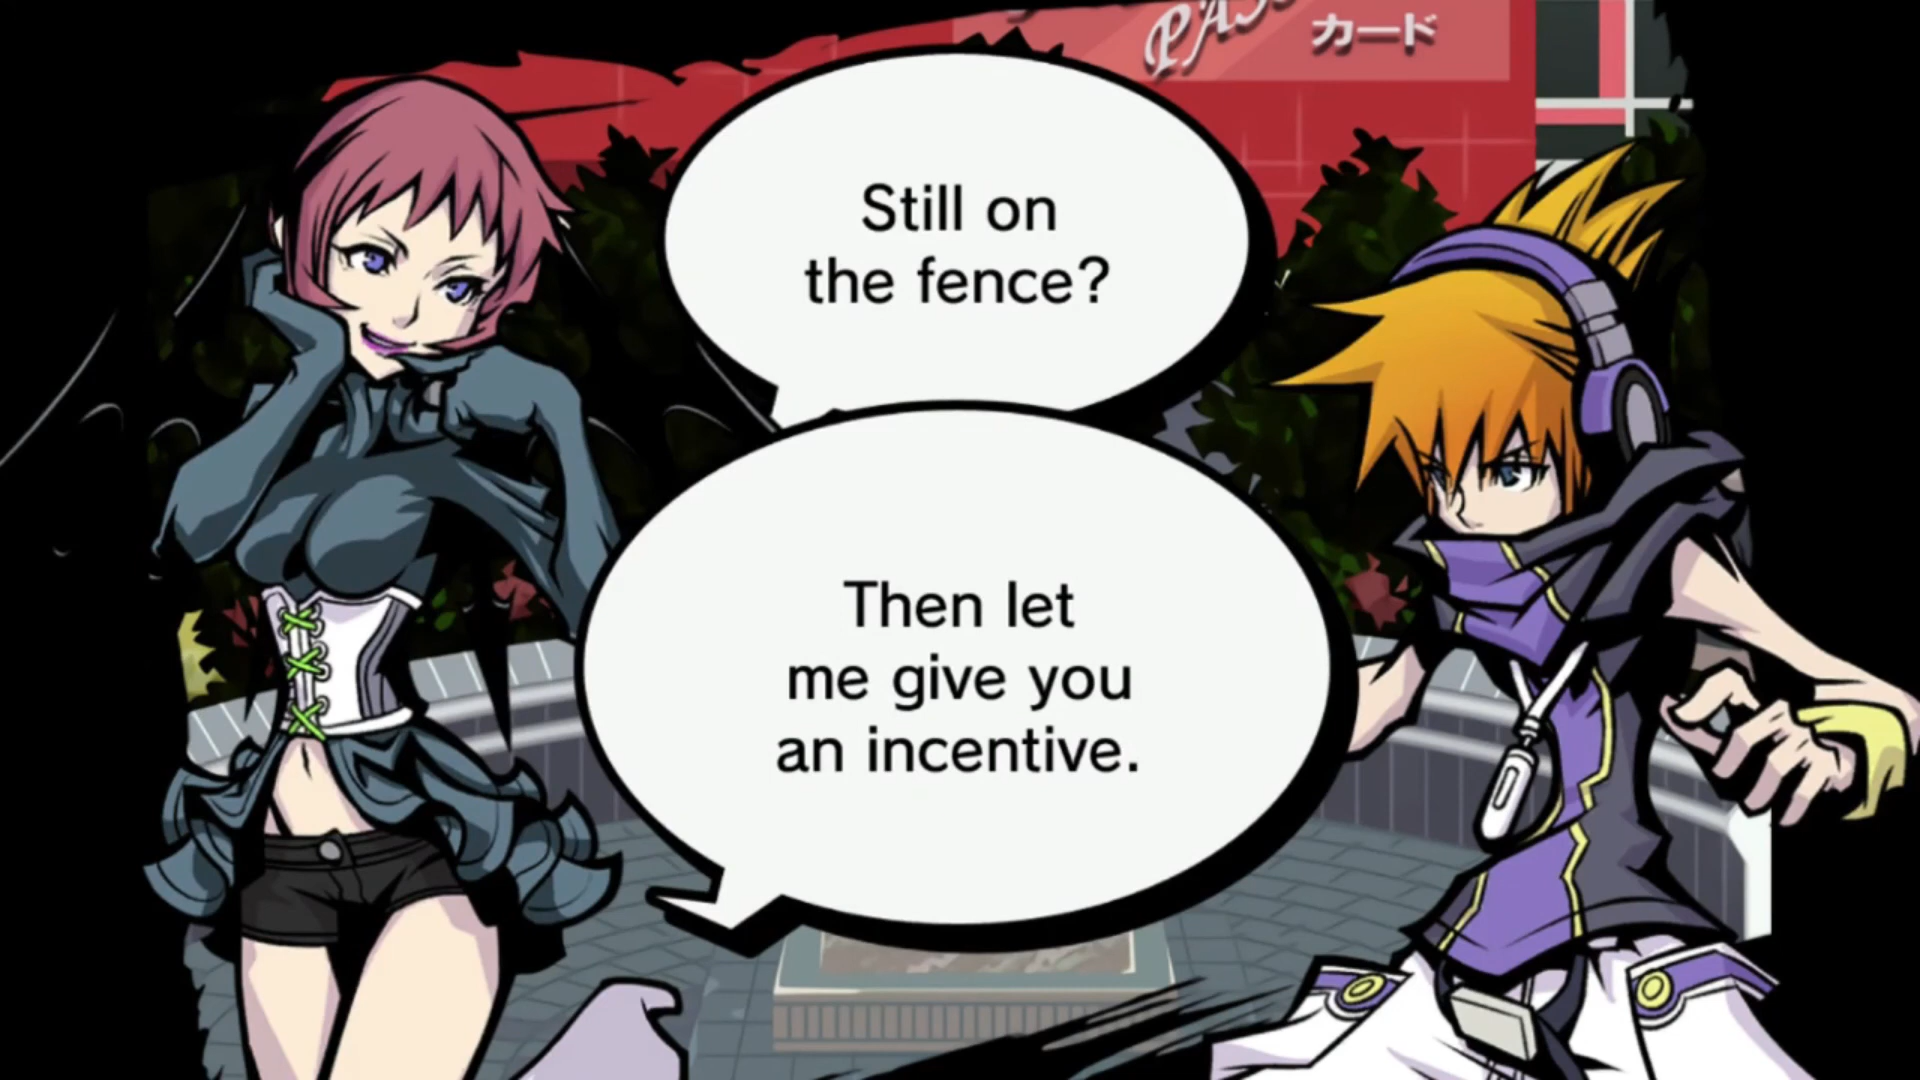 カード
Still on
the fence?
Then let
me give you
an incentive.